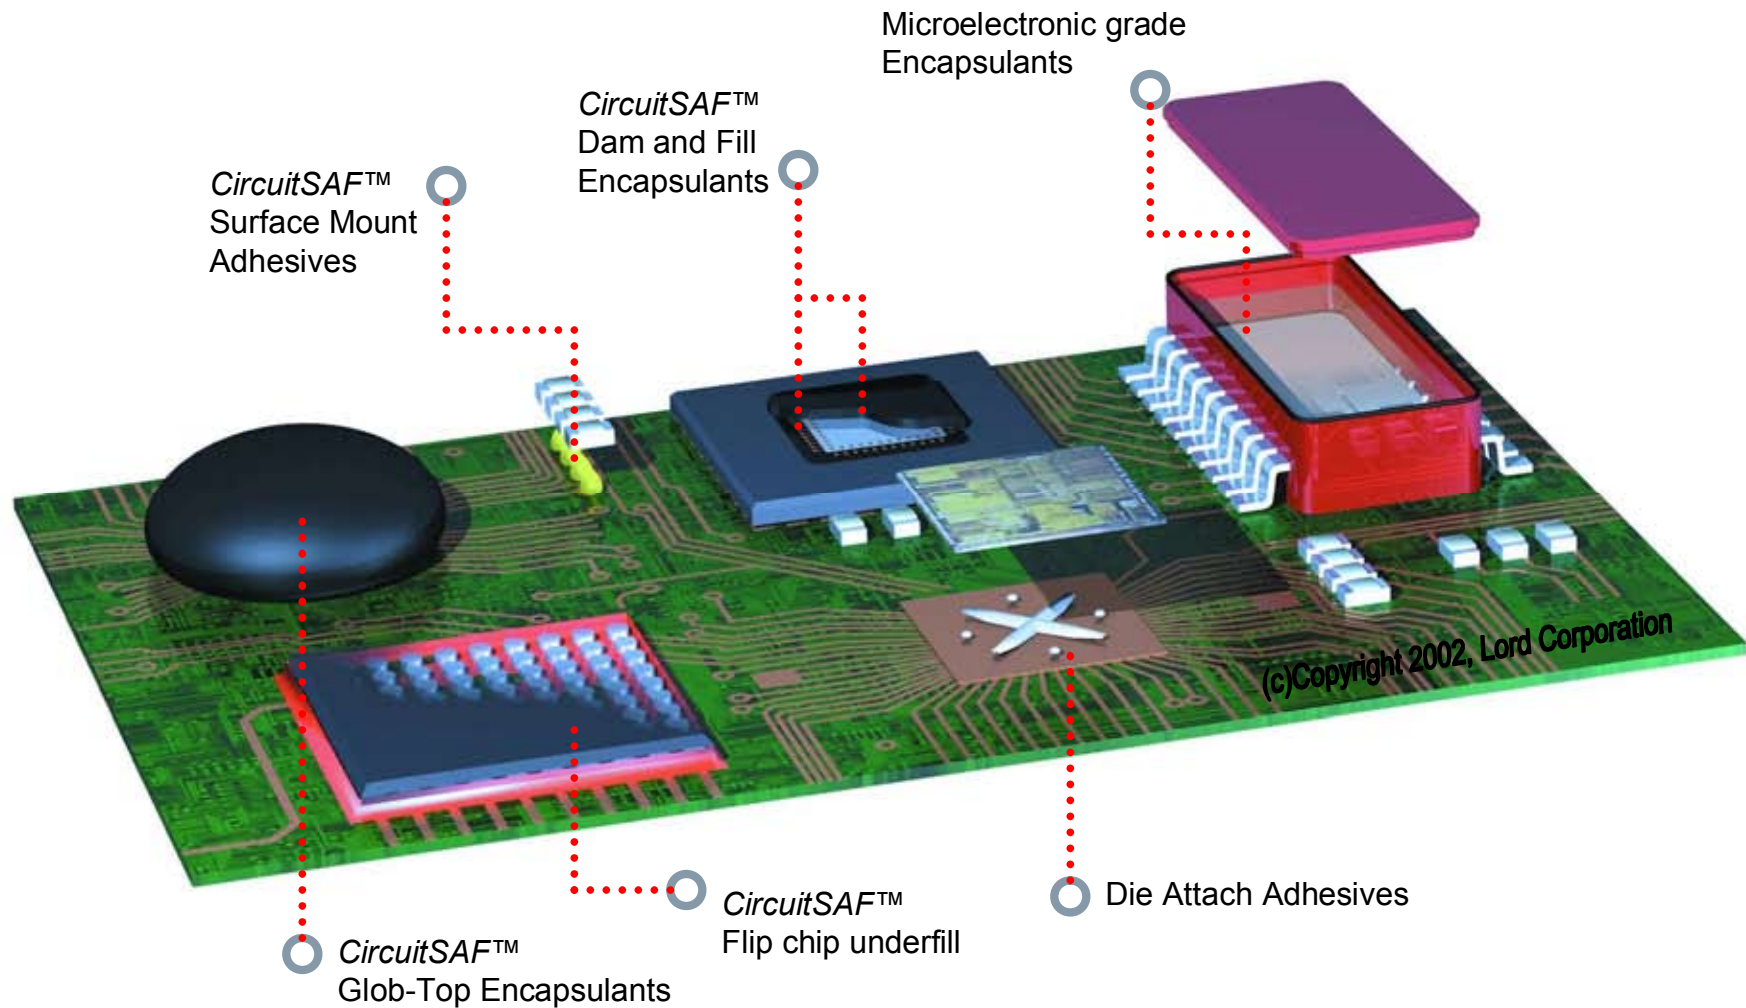 Microelectronic grade
Encapsulants
CircuitSAF™
Dam and Fill
Encapsulants
CircuitSAF™
Surface Mount
Adhesives
(c)Copyright 2002, Lord Corporation
Die Attach Adhesives
CircuitSAF™
Flip chip underfill
CircuitSAF™
Glob-Top Encapsulants